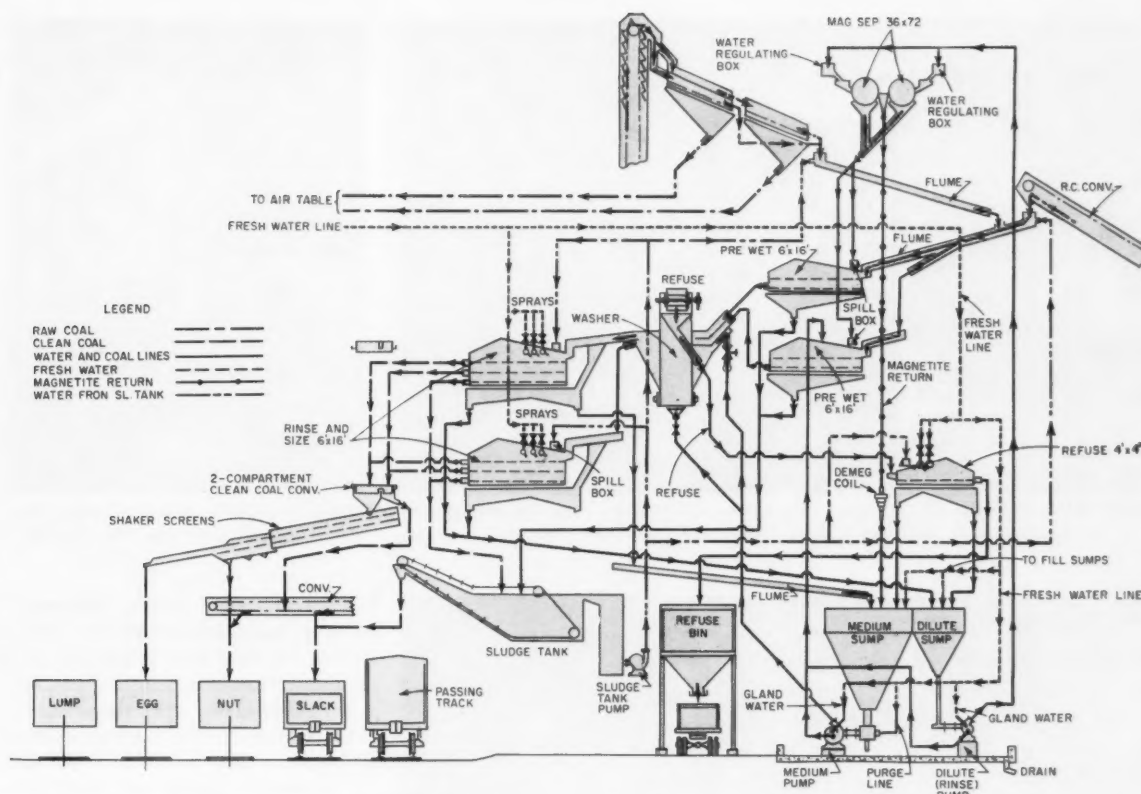 MAG SEP 36x72
WATER
REGULATING
BOX
WATER
REGULATING
BOX
R.C. CONV.
FLUME
TO AIR TABLE
FRESH WATER LINE
FLUME
PRE WET 6'x16'
LEGEND
RAW COAL
CLEAN COAL
WATER AND COAL LINES
FRESH WATER
MAGNETITE RETURN
WATER FRON SL. TANK
SPRAYS
REFUSE
WASHER
SPILL
BOX
FRESH
WATER
LINE
MAGNETITE
RETURN
PRE WET
6'x16'
RINSE AND
SIZE 6'x16'
SPRAYS
REFUSE 4'x4'
2-COMPARTMENT
CLEAN COAL CONV.
SPILL
BOX
REFUSE
DEMEG
COIL
SHAKER SCREENS
TO FILL SUMPS
CONV.
FLUME
FRESH WATER LINE
MEDIUM
SUMP
DILUTE
SUMP
REFUSE
BIN
SLUDGE TANK
SLUDGE
TANK
PUMP
PASSING
TRACK
GLAND
WATER
GLAND
WATER
LUMP
EGG
NUT
SLACK
MEDIUM
PUMP
PURGE
LINE
DILUTE
(RINSE)
PUMP
DRAIN